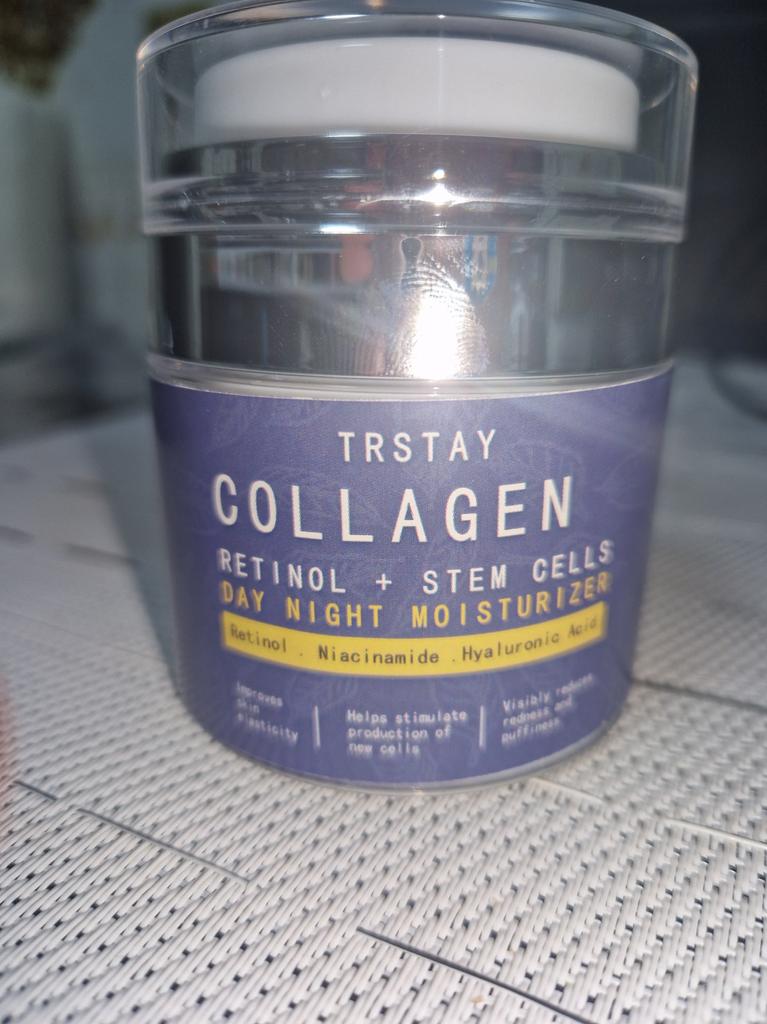 TRSTAY
COLLAGEN
RETINOL + STEM CELLS
DAY NIGHT MOISTURIZER
Retinol . Niacinamide . Hyaluronic Acid
Improves
skin
elasticity
Helps stimulate
production of
new cells
Visibly reduces
redness and
puffiness